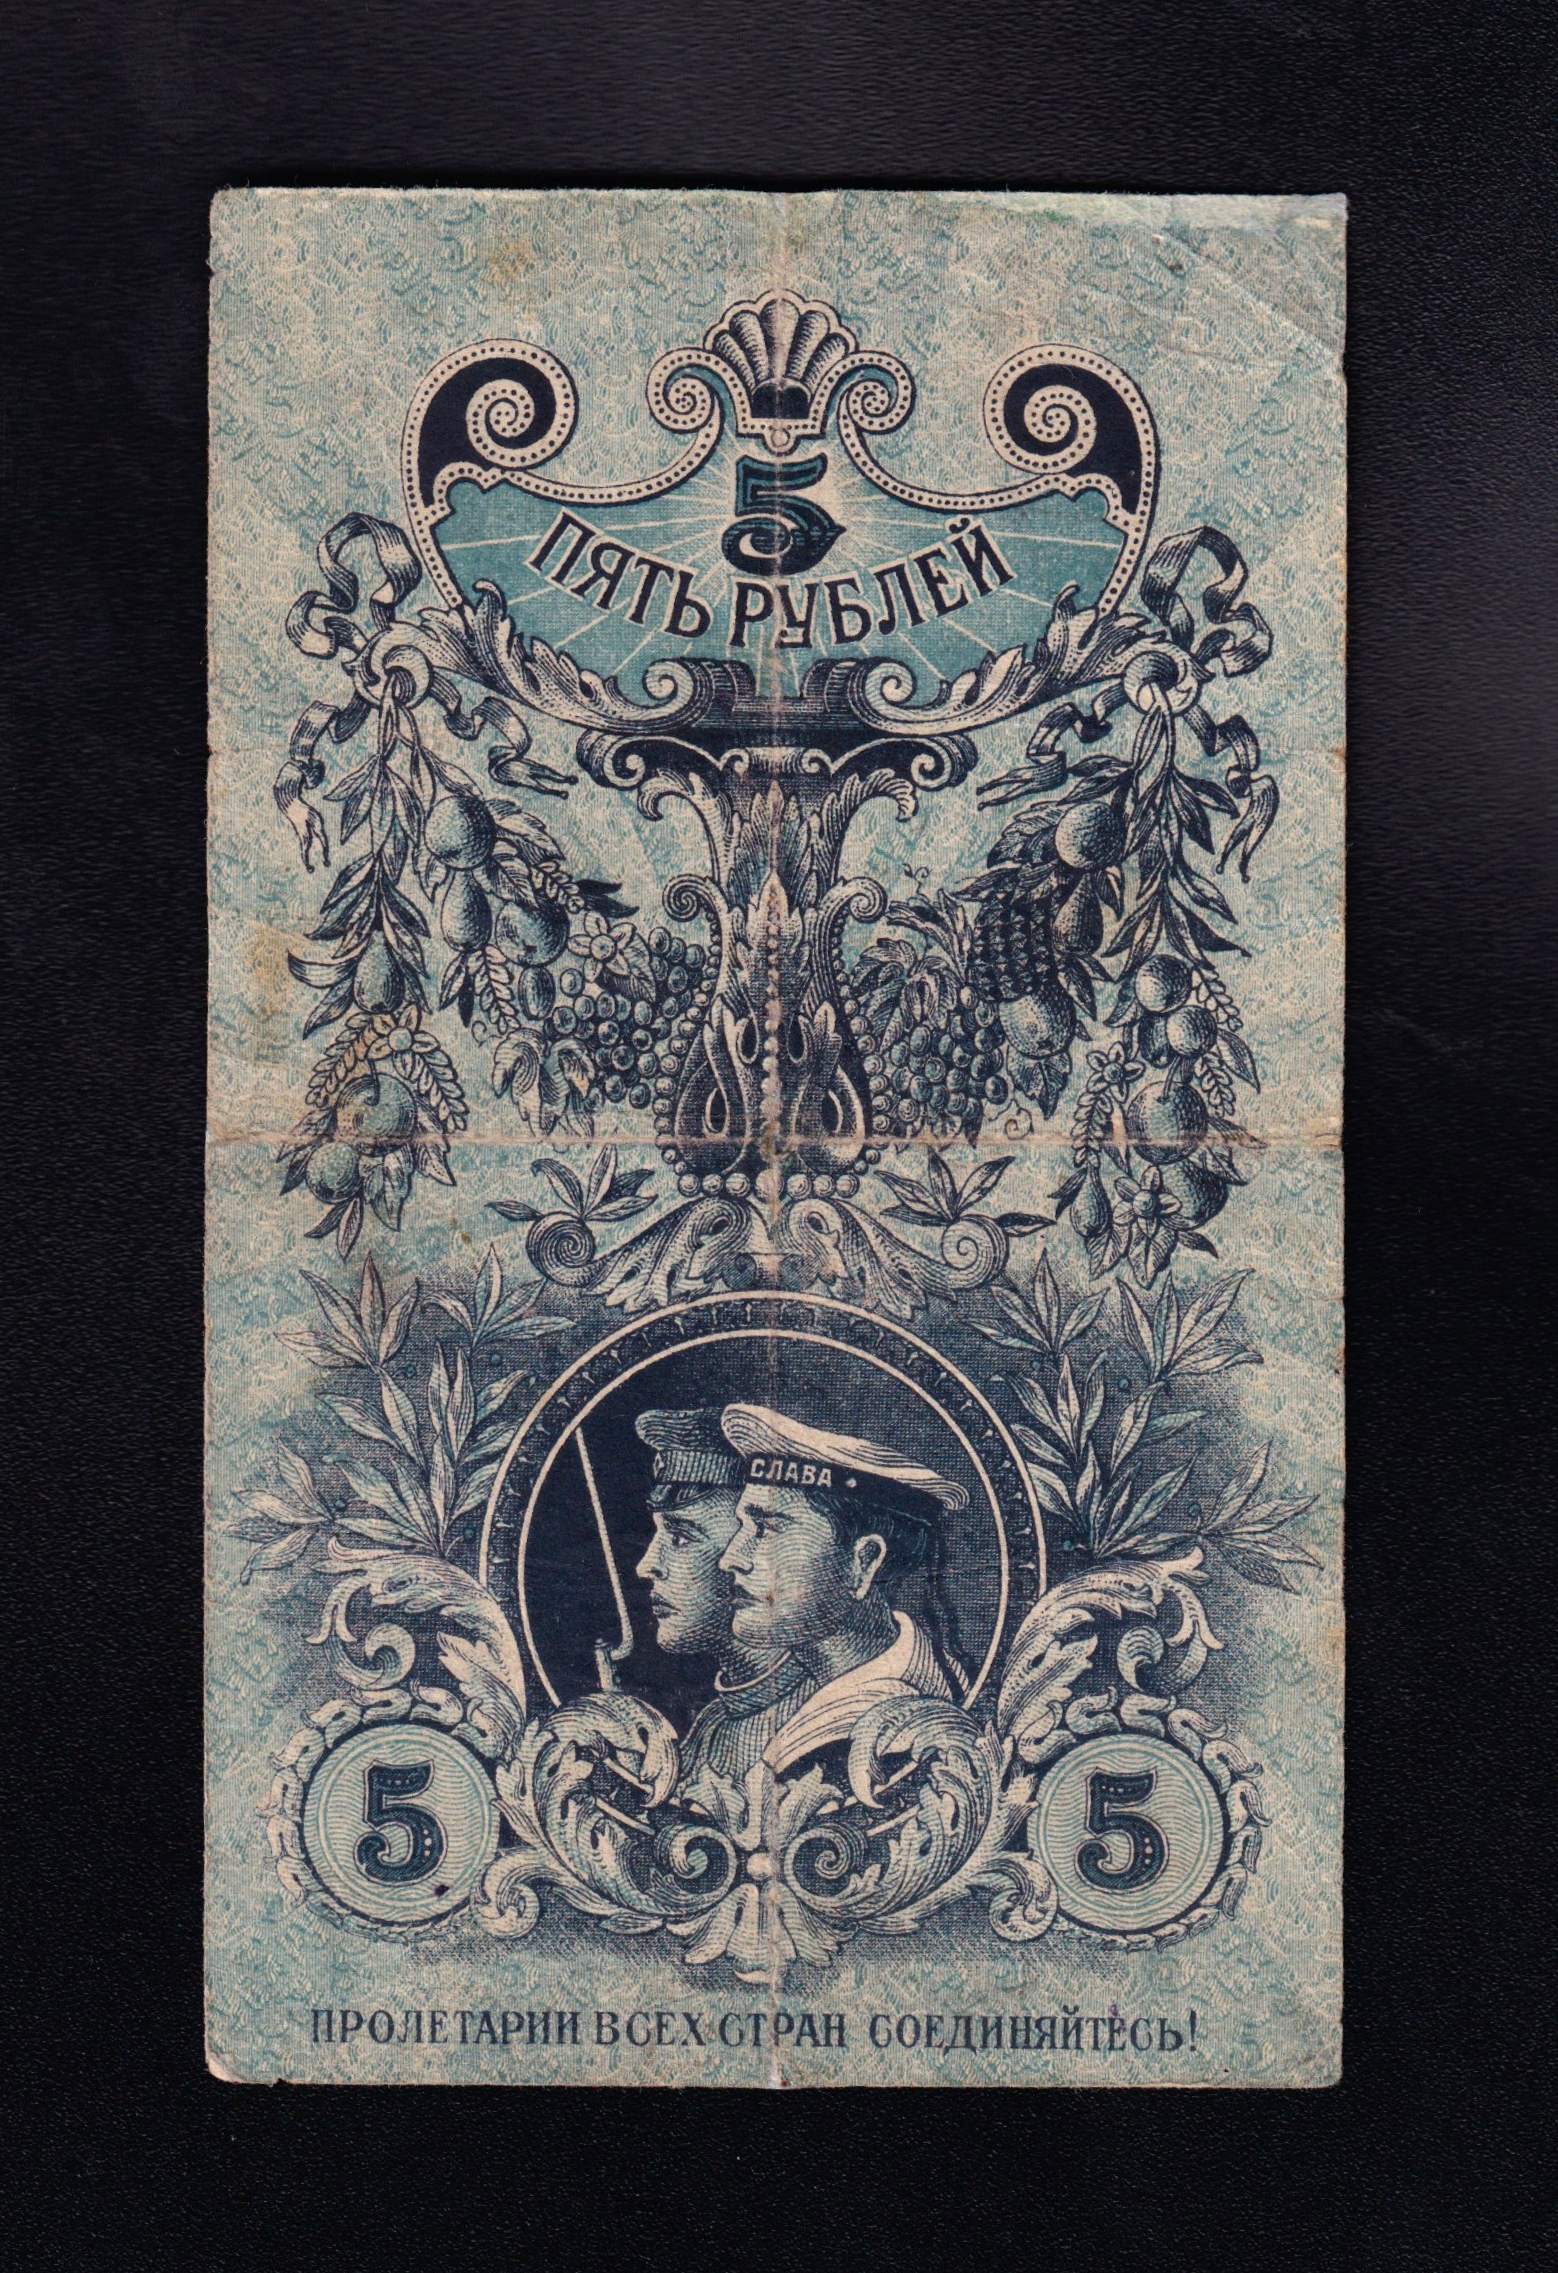 5
ПЯТЬ РУБЛЕЙ
СЛАВА
5 5
ПРОЛЕТАРИИ ВСЕХ СТРАН СОЕДИНЯЙТЕСЬ!